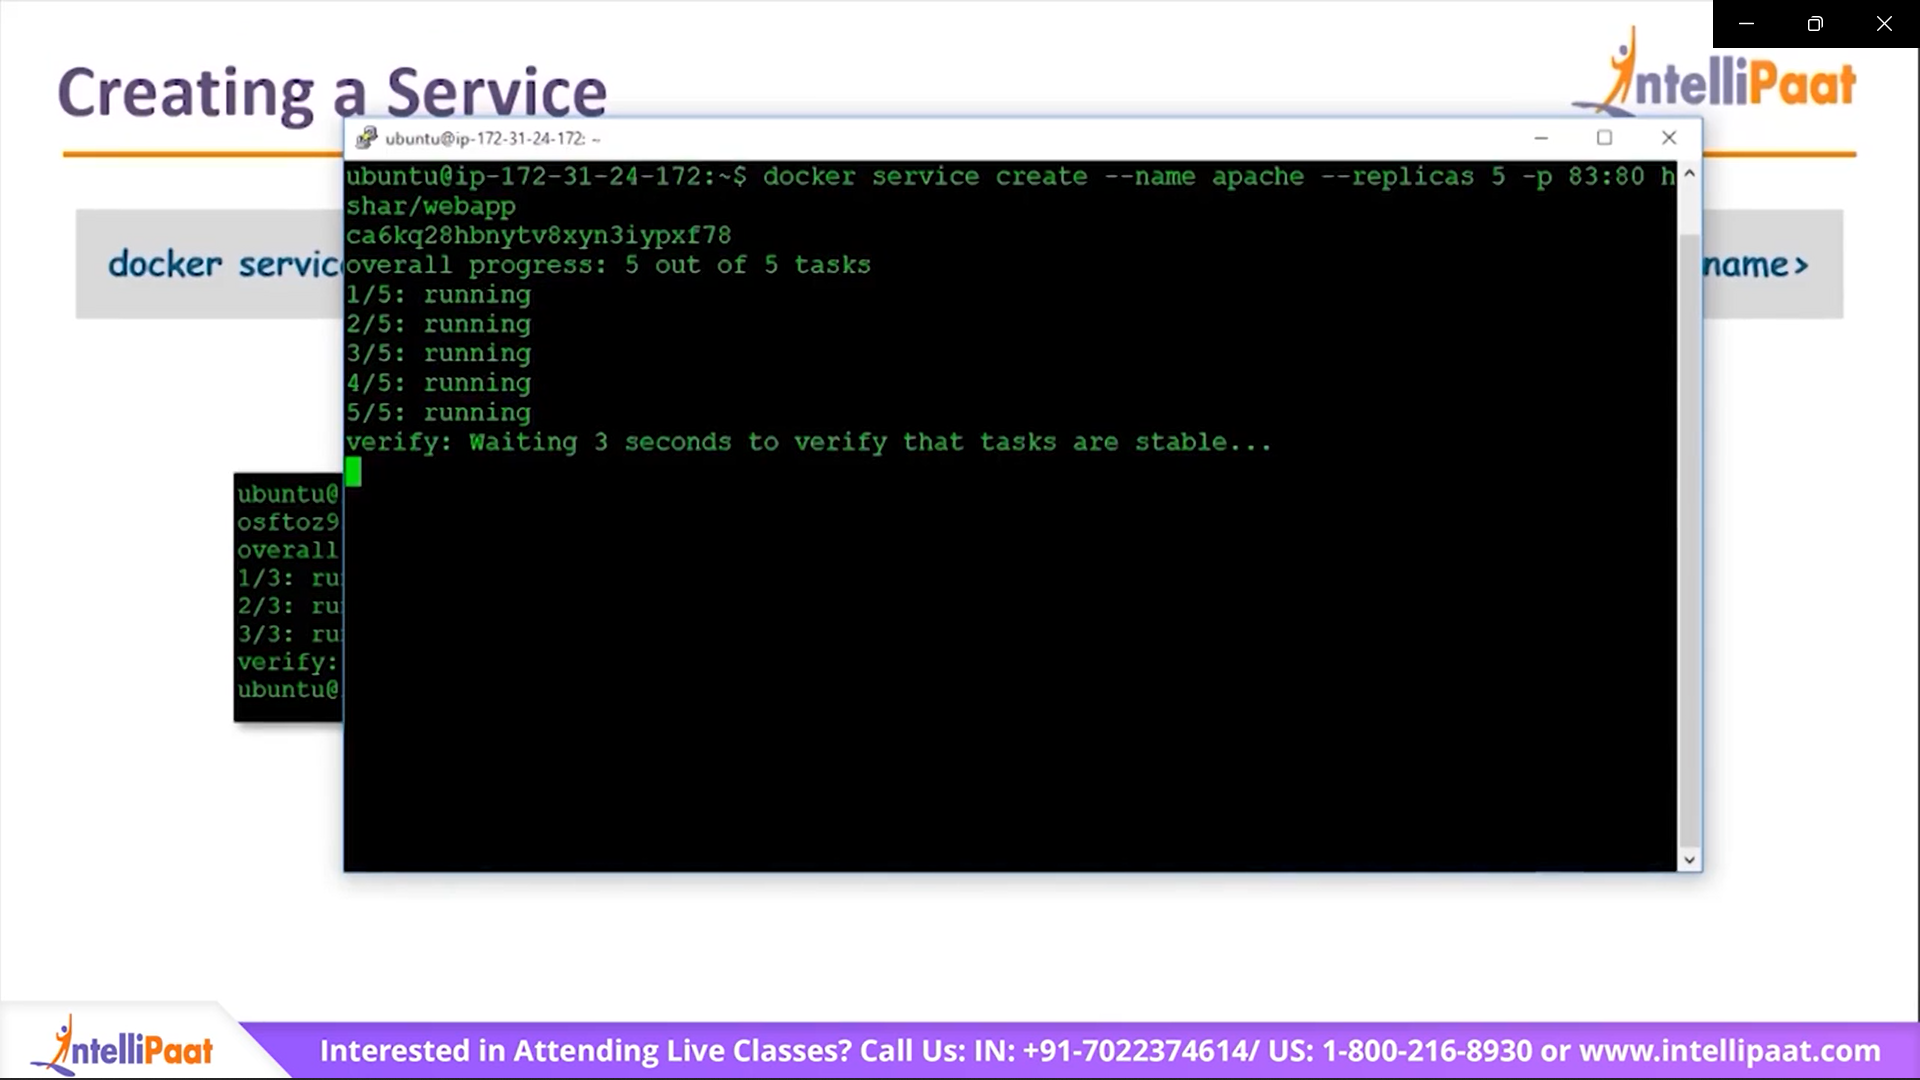 Creating a Service
IntelliPaat
ubuntu@ip-172-31-24-172: ~
ubuntu@ip-172-31-24-172:~$ docker service create --name apache --replicas 5 -p 83:80 h
shar/webapp
ca6kq28hbnytv8xyn3iypxf78
overall progress: 5 out of 5 tasks
1/5: running
2/5: running
3/5: running
4/5: running
5/5: running
verify: Waiting 3 seconds to verify that tasks are stable...
docker servic
name>
ubuntu@
osftoz9
overall
1/3: ru
2/3: ru
3/3: ru
verify:
ubuntu@
IntelliPaat
Interested in Attending Live Classes? Call Us: IN: +91-7022374614/ US: 1-800-216-8930 or www.intellipaat.com